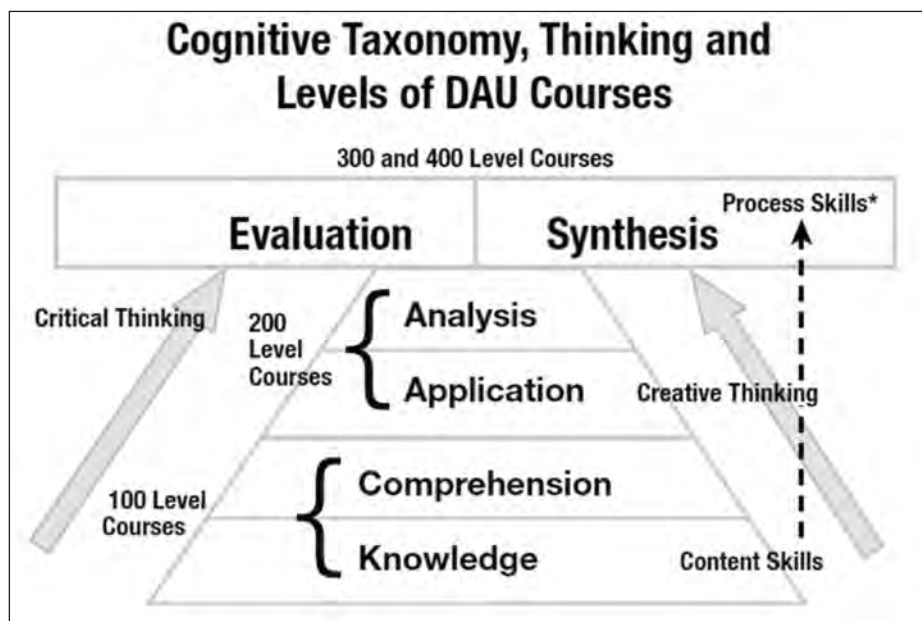 Cognitive Taxonomy, Thinking and
Levels of DAU Courses
300 and 400 Level Courses
Process Skills*
Evaluation
Synthesis
Critical Thinking
200
Level
Courses
Analysis
Application
Creative Thinking
100 Level
Courses
Comprehension
Knowledge
Content Skills